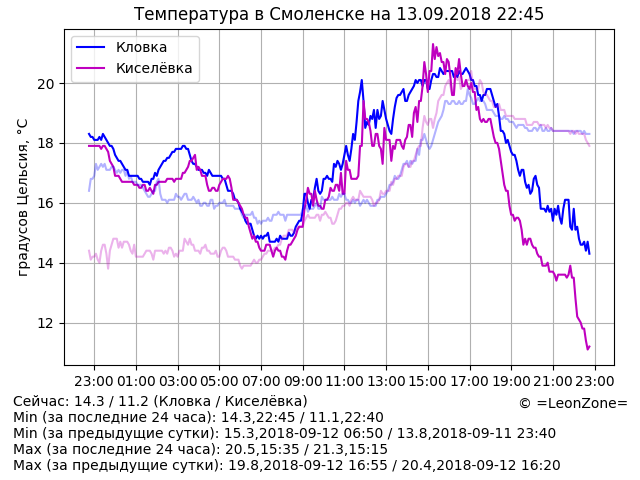 Температура в Смоленске на 13.09.2018 22:45
Кловка
Киселёвка
градусов Цельсия, °C
20
18
16
14
12
23:00 01:00 03:00 05:00 07:00 09:00 11:00 13:00 15:00 17:00 19:00 21:00 23:00
Сейчас: 14.3 / 11.2 (Кловка / Киселёвка)
© =LeonZone=
Min (за последние 24 часа): 14.3,22:45 / 11.1,22:40
Min (за предыдущие сутки): 15.3,2018-09-12 06:50 / 13.8,2018-09-11 23:40
Max (за последние 24 часа): 20.5,15:35 / 21.3,15:15
Max (за предыдущие сутки): 19.8,2018-09-12 16:55 / 20.4,2018-09-12 16:20